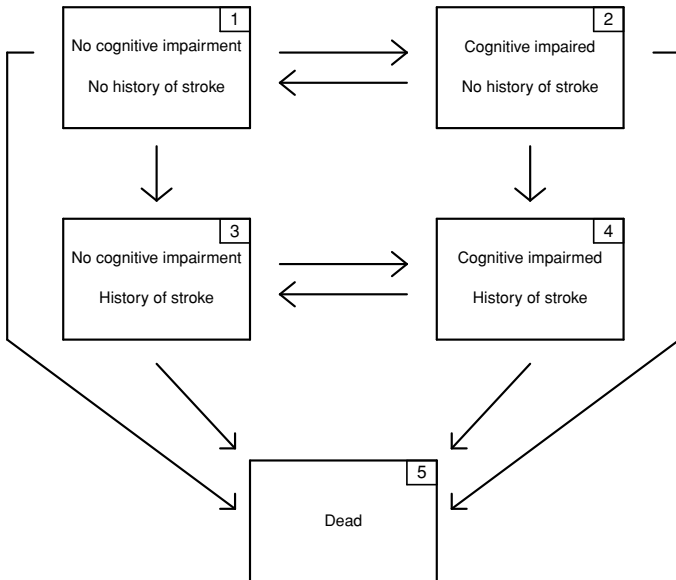 1
No cognitive impairment
No history of stroke
2
Cognitive impaired
No history of stroke
3
No cognitive impairment
History of stroke
4
Cognitive impairmed
History of stroke
5
Dead